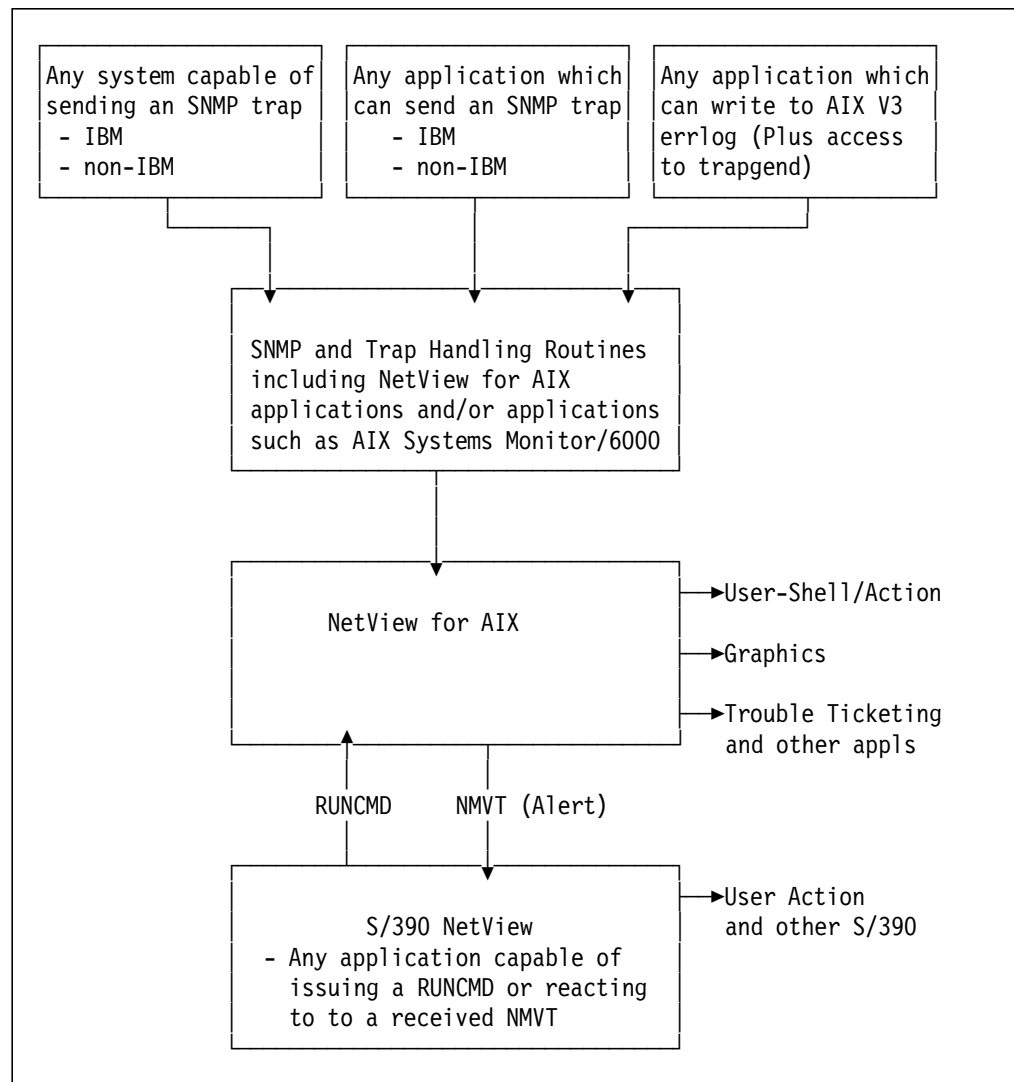 Any system capable of
sending an SNMP trap
- IBM
- non-IBM
Any application which
can send an SNMP trap
- IBM
- non-IBM
Any application which
can write to AIX V3
errlog (Plus access
to trapgend)
SNMP and Trap Handling Routines
including NetView for AIX
applications and/or applications
such as AIX Systems Monitor/6000
NetView for AIX
User-Shell/Action
Graphics
Trouble Ticketing
and other appls
RUNCMD
NMVT (Alert)
S/390 NetView
- Any application capable of
issuing a RUNCMD or reacting
to to a received NMVT
User Action
and other S/390